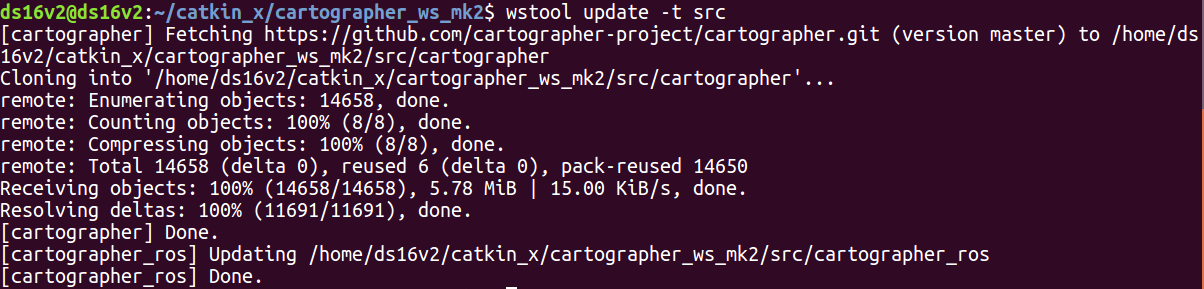 ds16v2@ds16v2:~/catkin_x/cartographer_ws_mk2$ wstool update -t src
[cartographer] Fetching https://github.com/cartographer-project/cartographer.git (version master) to /home/ds
16v2/catkin_x/cartographer_ws_mk2/src/cartographer
Cloning into '/home/ds16v2/catkin_x/cartographer_ws_mk2/src/cartographer'...
remote: Enumerating objects: 14658, done.
remote: Counting objects: 100% (8/8), done.
remote: Compressing objects: 100% (8/8), done.
remote: Total 14658 (delta 0), reused 6 (delta 0), pack-reused 14650
Receiving objects: 100% (14658/14658), 5.78 MiB | 15.00 KiB/s, done.
Resolving deltas: 100% (11691/11691), done.
[cartographer] Done.
[cartographer_ros] Updating /home/ds16v2/catkin_x/cartographer_ws_mk2/src/cartographer_ros
[cartographer_ros] Done.